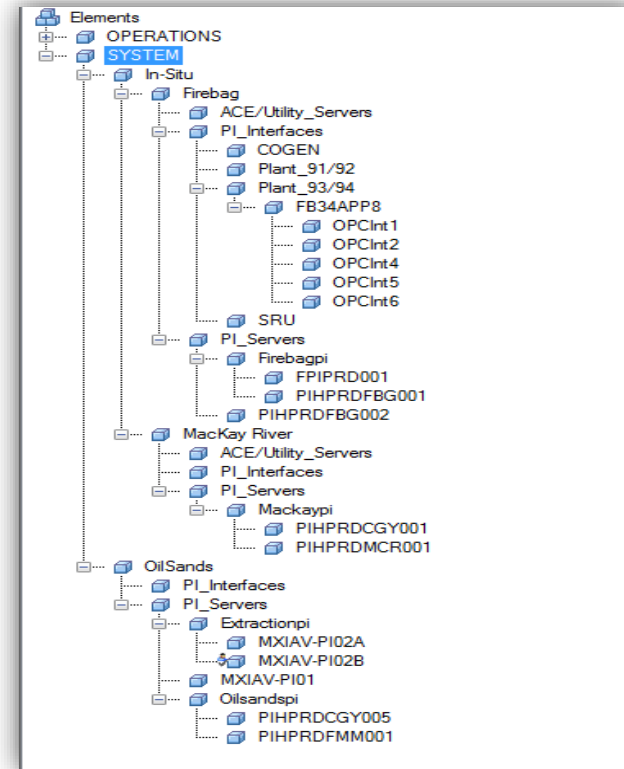 Elements
OPERATIONS
SYSTEM
In-Situ
Firebag
ACE/Utility_Servers
PI_Interfaces
COGEN
Plant_91/92
Plant_93/94
FB34APP8
OPCInt1
OPCInt2
OPCInt4
OPCInt5
OPCInt6
SRU
PI_Servers
Firebagpi
FPIPRD001
PIHPRDFBG001
PIHPRDFBG002
MacKay River
ACE/Utility_Servers
PI_Interfaces
PI_Servers
Mackaypi
PIHPRDCGY001
PIHPRDMCR001
OilSands
PI_Interfaces
PI_Servers
Extractionpi
MXIAV-PI02A
MXIAV-PI02B
MXIAV-PI01
Oilsandspi
PIHPRDCGY005
PIHPRDFMM001